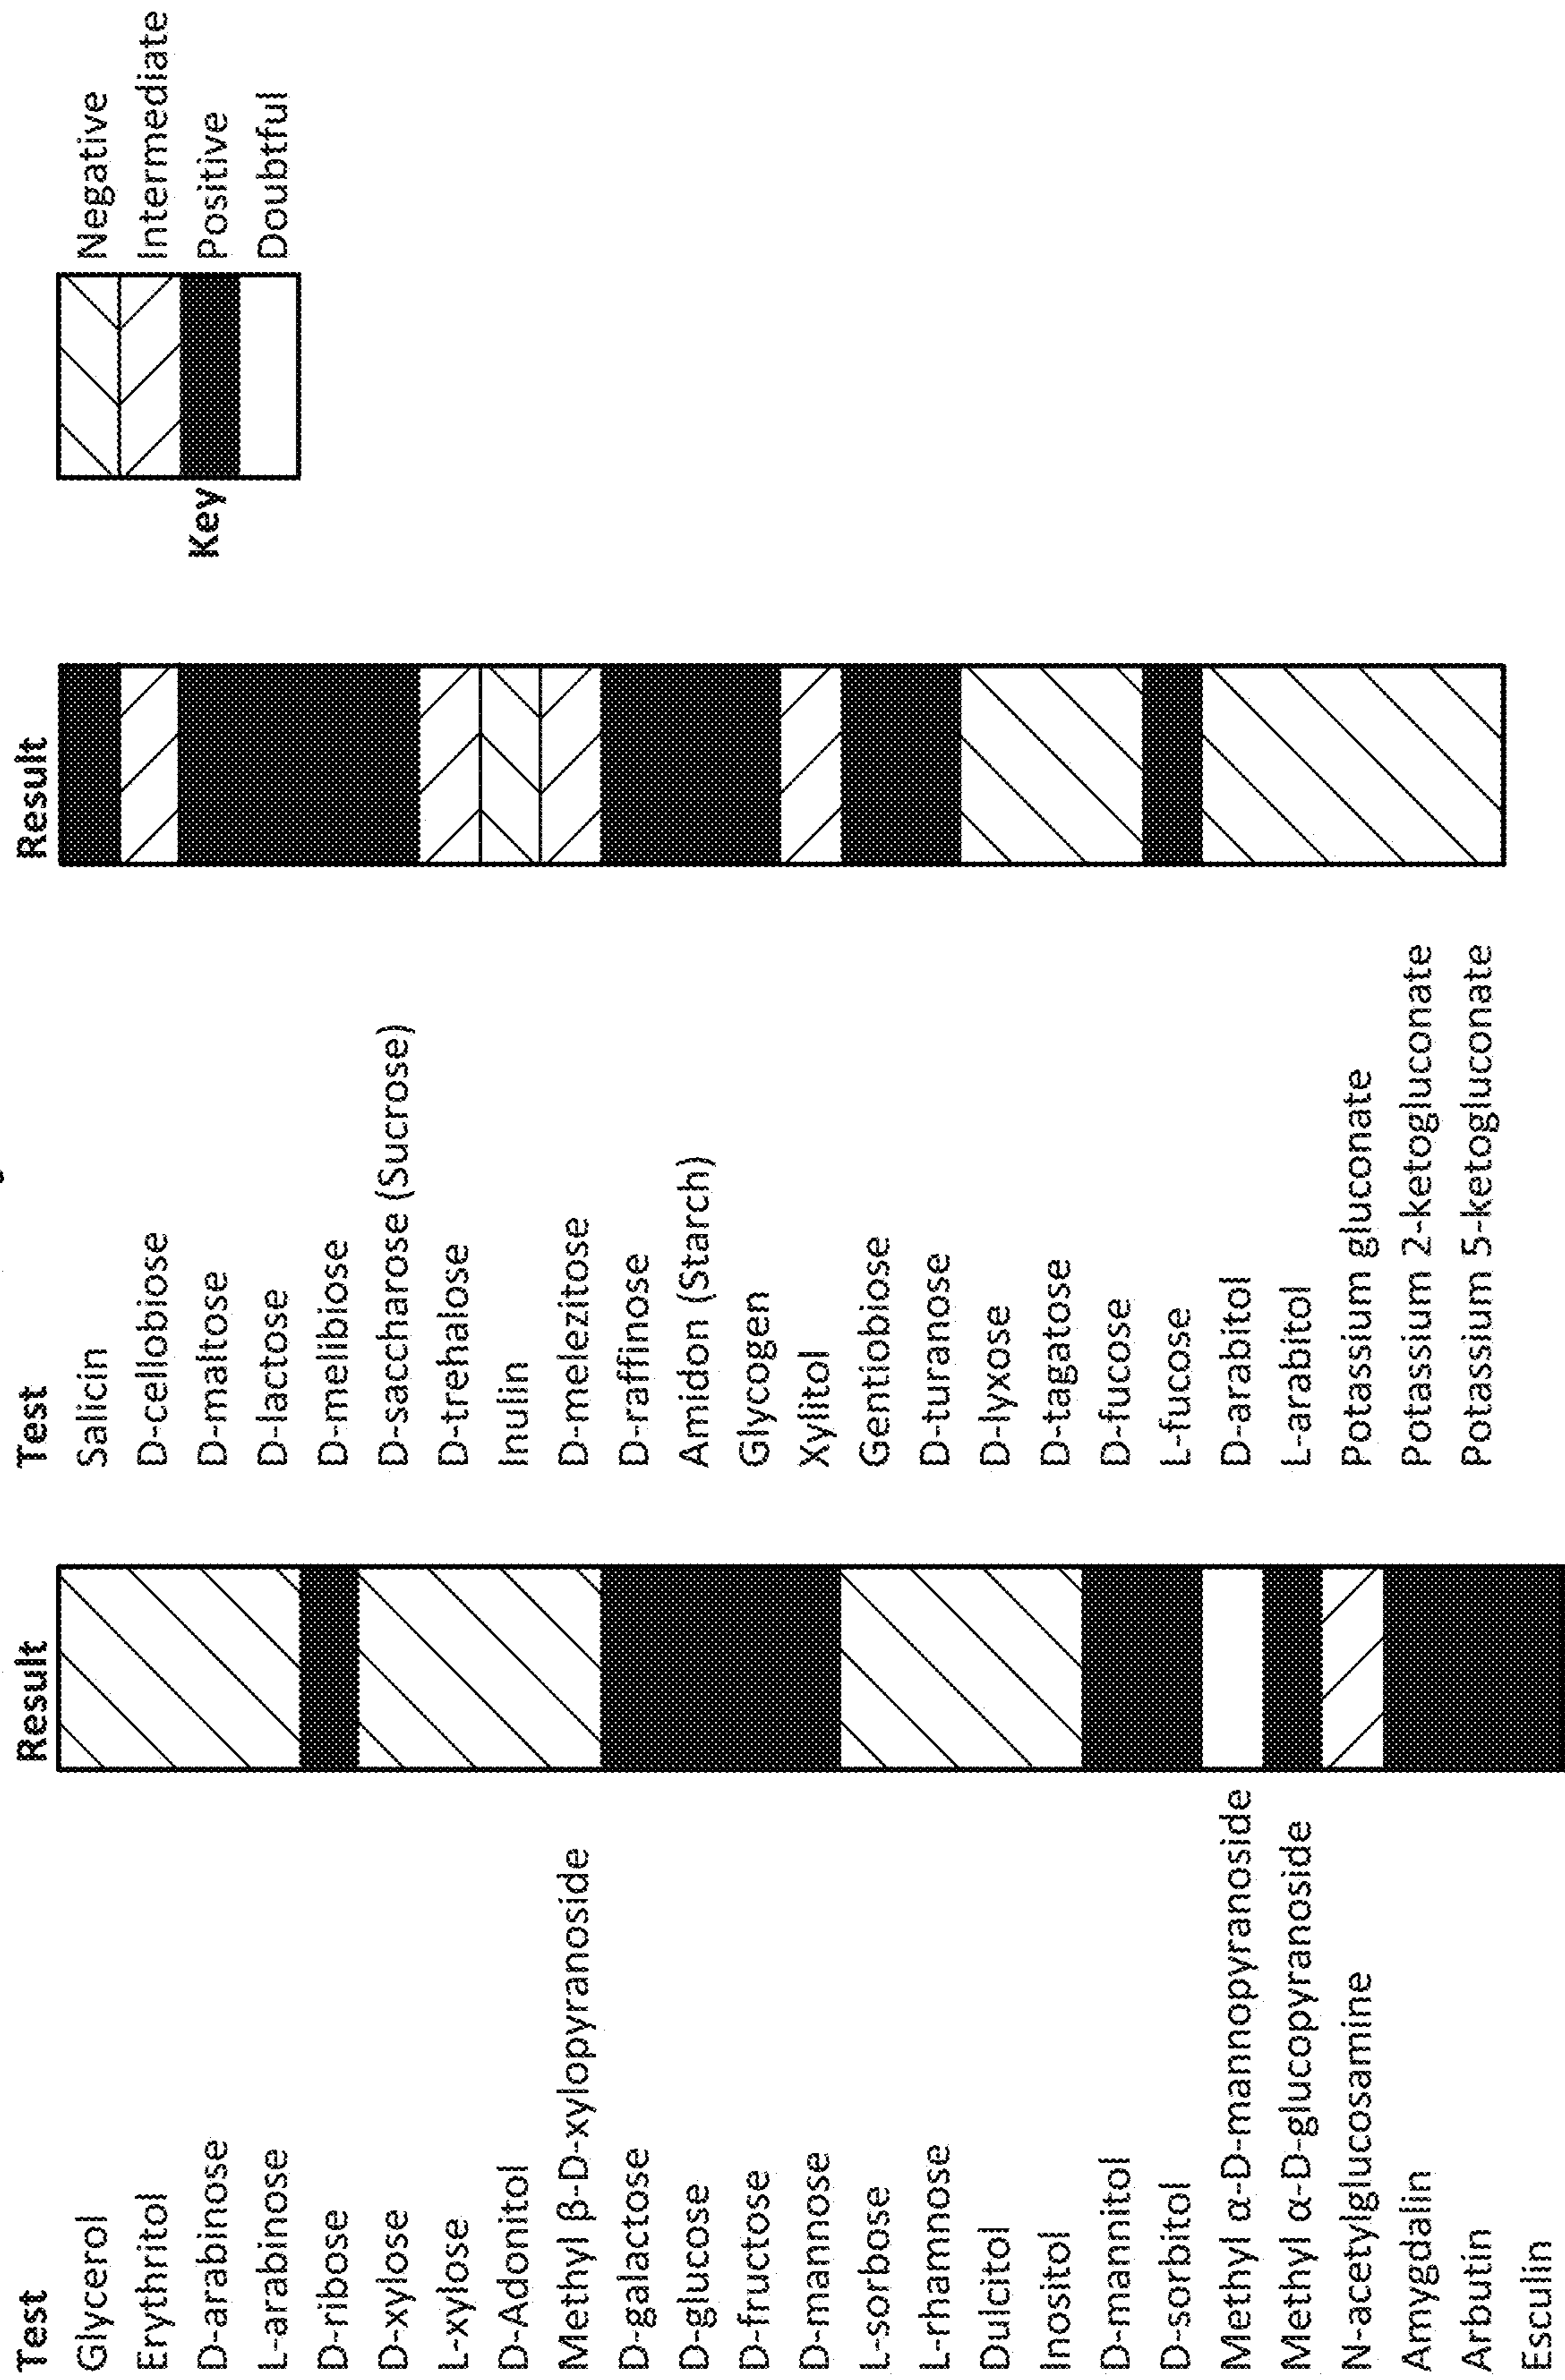 Test
Result
Glycerol
Erythritol
D-arabinose
L-arabinose
D-ribose
D-xylose
L-xylose
D-Adonitol
Methyl β-D-xylopyranoside
D-galactose
D-glucose
D-fructose
D-mannose
L-sorbose
L-rhamnose
Dulcitol
Inositol
D-mannitol
D-sorbitol
Methyl α-D-mannopyranoside
Methyl α-D-glucopyranoside
N-acetylglucosamine
Amygdalin
Arbutin
Esculin
Test
Result
Salicin
D-cellobiose
D-maltose
D-lactose
D-melibiose
D-saccharose (Sucrose)
D-trehalose
Inulin
D-melezitose
D-raffinose
Amidon (Starch)
Glycogen
Xylitol
Gentiobiose
D-turanose
D-lyxose
D-tagatose
D-fucose
L-fucose
D-arabitol
L-arabitol
Potassium gluconate
Potassium 2-ketogluconate
Potassium 5-ketogluconate
Key
Negative
Intermediate
Positive
Doubtful